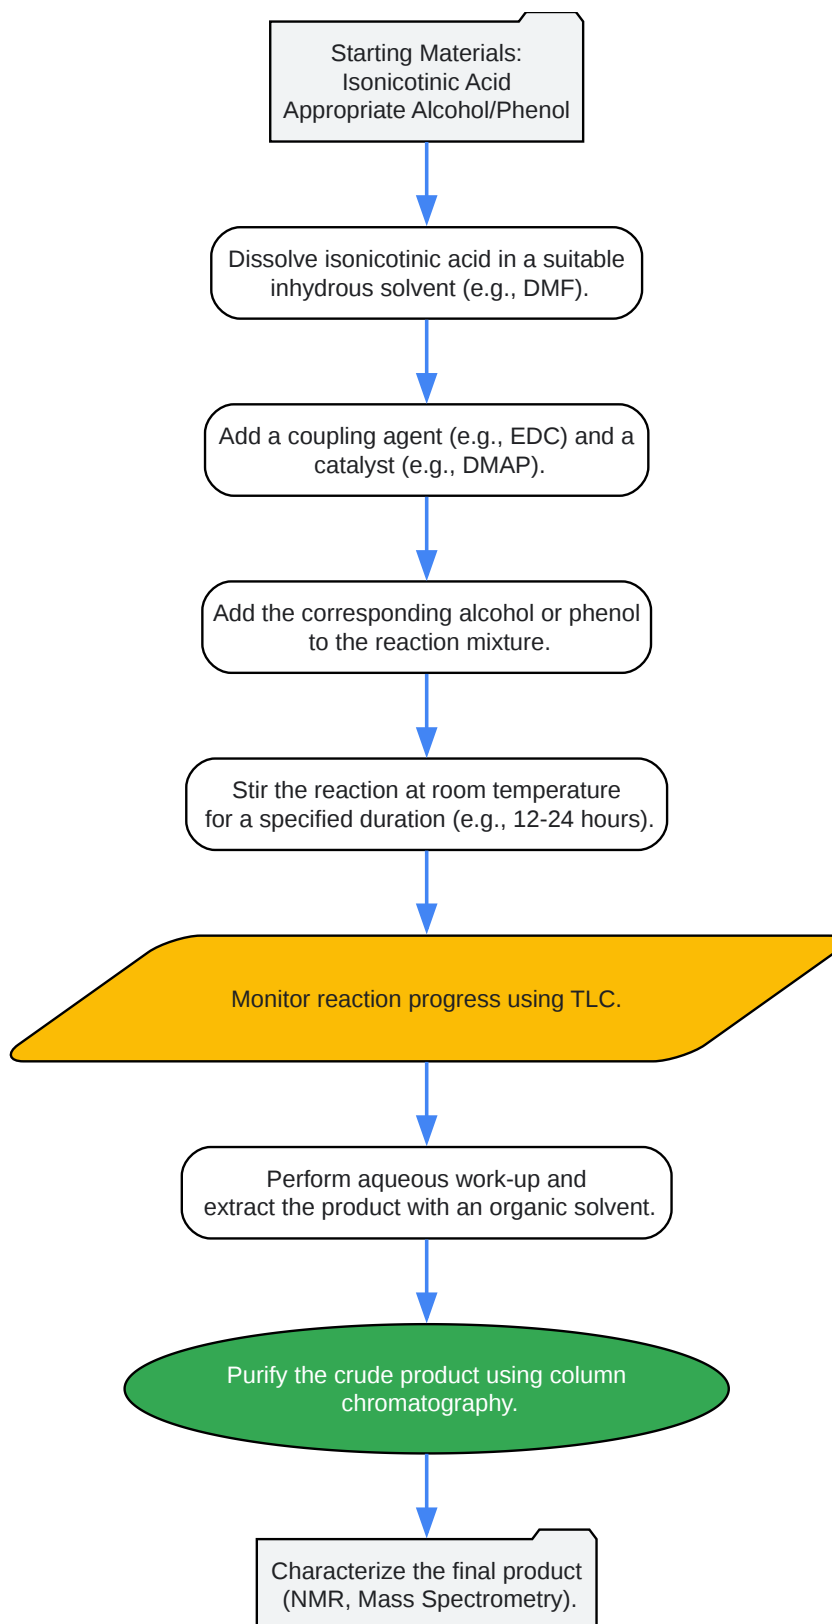 Starting Materials:
Isonicotinic Acid
Appropriate Alcohol/Phenol
Dissolve isonicotinic acid in a suitable
inhydrous solvent (e.g., DMF).
Add a coupling agent (e.g., EDC) and a
catalyst (e.g., DMAP).
Add the corresponding alcohol or phenol
to the reaction mixture.
Stir the reaction at room temperature
for a specified duration (e.g., 12-24 hours).
Monitor reaction progress using TLC.
Perform aqueous work-up and
extract the product with an organic solvent.
Purify the crude product using column
chromatography.
Characterize the final product
(NMR, Mass Spectrometry).